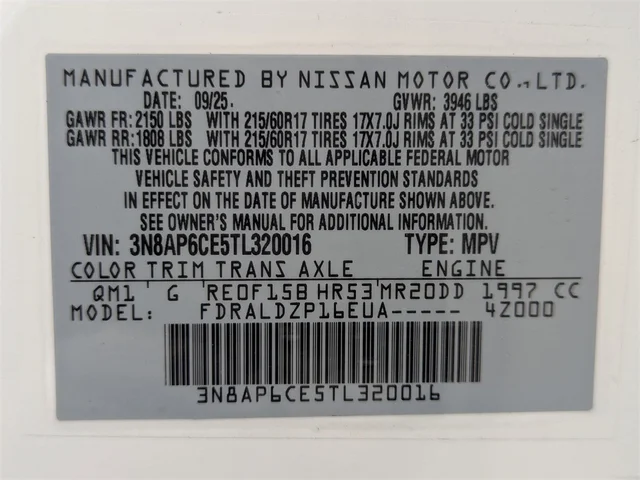 MANUFACTURED BY NISSAN MOTOR CO., LTD.
DATE: 09/25. GVWR: 3946 LBS
GAWR FR: 2150 LBS WITH 215/60R17 TIRES 17X7.0J RIMS AT 33 PSI COLD SINGLE
GAWR RR: 1808 LBS WITH 215/60R17 TIRES 17X7.0J RIMS AT 33 PSI COLD SINGLE
THIS VEHICLE CONFORMS TO ALL APPLICABLE FEDERAL MOTOR
VEHICLE SAFETY AND THEFT PREVENTION STANDARDS
IN EFFECT ON THE DATE OF MANUFACTURE SHOWN ABOVE.
SEE OWNER'S MANUAL FOR ADDITIONAL INFORMATION.
VIN: 3N8AP6CE5TL320016 TYPE: MPV
COLOR TRIM TRANS AXLE ENGINE
QM1 G RE0F15B HR53 MR20DD 1997 CC
MODEL: FDRALDZP16EUA----- 4Z000
3N8AP6CE5TL320016